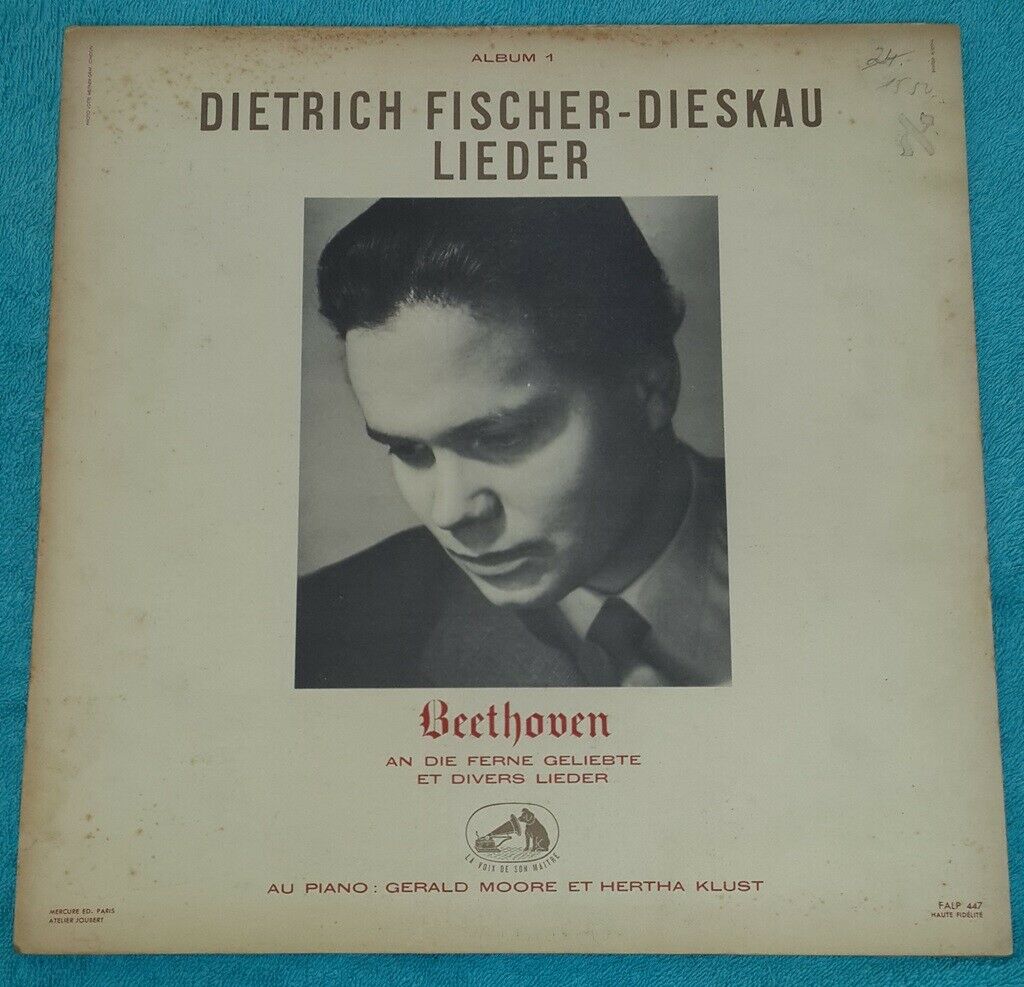 ALBUM 1
24.
DIETRICH FISCHER-DIESKAU
LIEDER
Beethoven
AN DIE FERNE GELIEBTE
ET DIVERS LIEDER
LA VOIX DE SON MAITRE
AU PIANO : GERALD MOORE ET HERTHA KLUST
MERCURE ED. PARIS
ATELIER JOUBERT
FALP 447
HAUTE FIDÉLITÉ